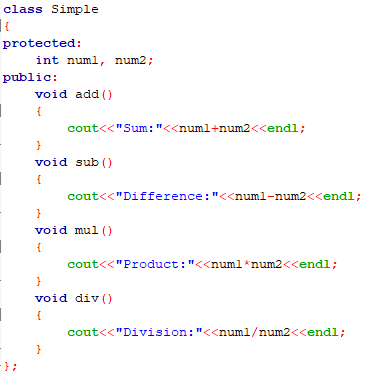 class Simple
{
protected:
    int num1, num2;
public:
    void add()
    {
        cout<<"Sum:"<<num1+num2<<endl;
    }
    void sub()
    {
        cout<<"Difference:"<<num1-num2<<endl;
    }
    void mul()
    {
        cout<<"Product:"<<num1*num2<<endl;
    }
    void div()
    {
        cout<<"Division:"<<num1/num2<<endl;
    }
};